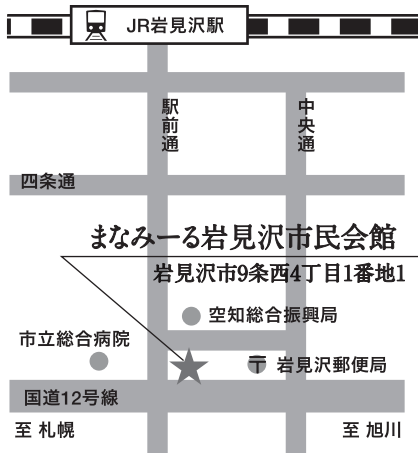 JR岩見沢駅
駅前通
中央通
四条通
まなみーる岩見沢市民会館
岩見沢市9条西4丁目1番地1
空知総合振興局
市立総合病院
〒 岩見沢郵便局
国道12号線
至 札幌
至 旭川